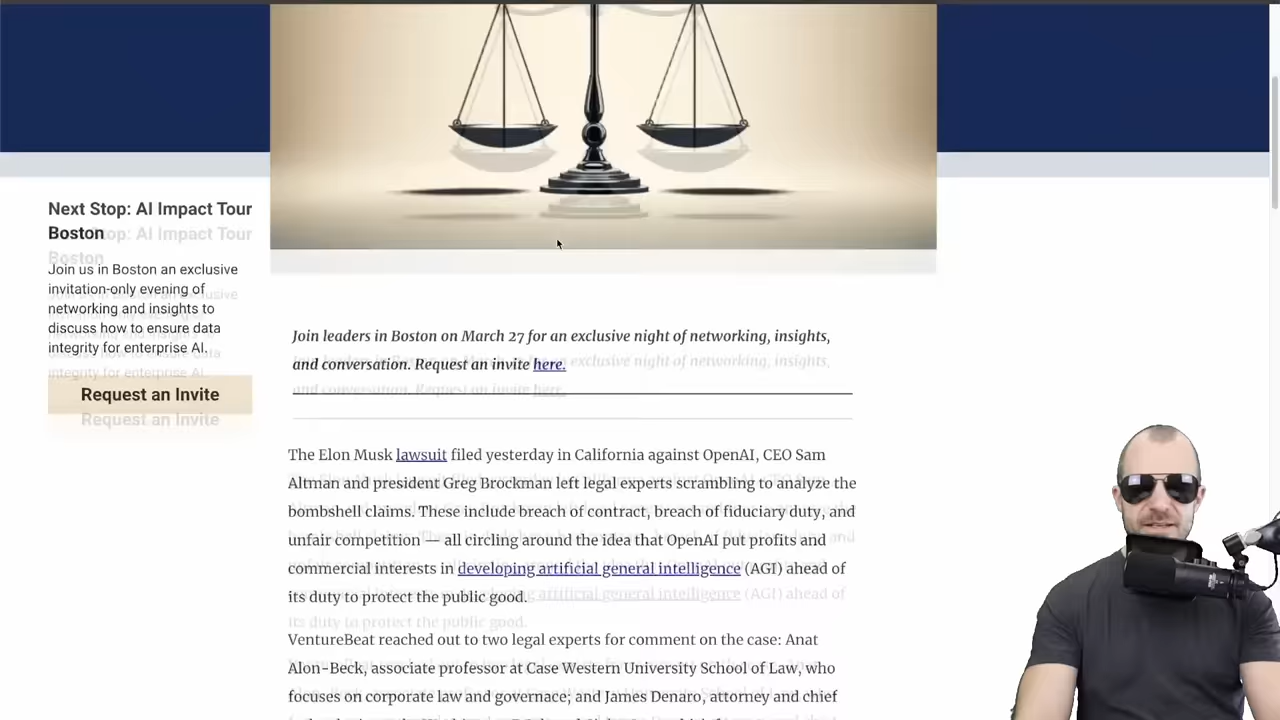 Next Stop: AI Impact Tour
Boston
Join us in Boston an exclusive
invitation-only evening of
networking and insights to
discuss how to ensure data
integrity for enterprise AI.
Request an Invite
Join leaders in Boston on March 27 for an exclusive night of networking, insights,
and conversation. Request an invite here.
The Elon Musk lawsuit filed yesterday in California against OpenAI, CEO Sam
Altman and president Greg Brockman left legal experts scrambling to analyze the
bombshell claims. These include breach of contract, breach of fiduciary duty, and
unfair competition — all circling around the idea that OpenAI put profits and
commercial interests in developing artificial general intelligence (AGI) ahead of
its duty to protect the public good.
VentureBeat reached out to two legal experts for comment on the case: Anat
Alon-Beck, associate professor at Case Western University School of Law, who
focuses on corporate law and governace; and James Denaro, attorney and chief